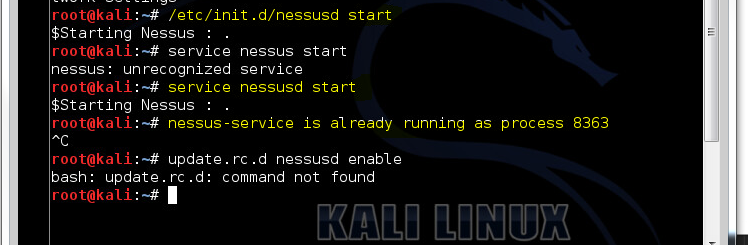 twork settings
root@kali:~# /etc/init.d/nessusd start
$Starting Nessus : .
root@kali:~# service nessus start
nessus: unrecognized service
root@kali:~# service nessusd start
$Starting Nessus : .
root@kali:~# nessus-service is already running as process 8363
^C
root@kali:~# update.rc.d nessusd enable
bash: update.rc.d: command not found
root@kali:~#
KALI LINUX